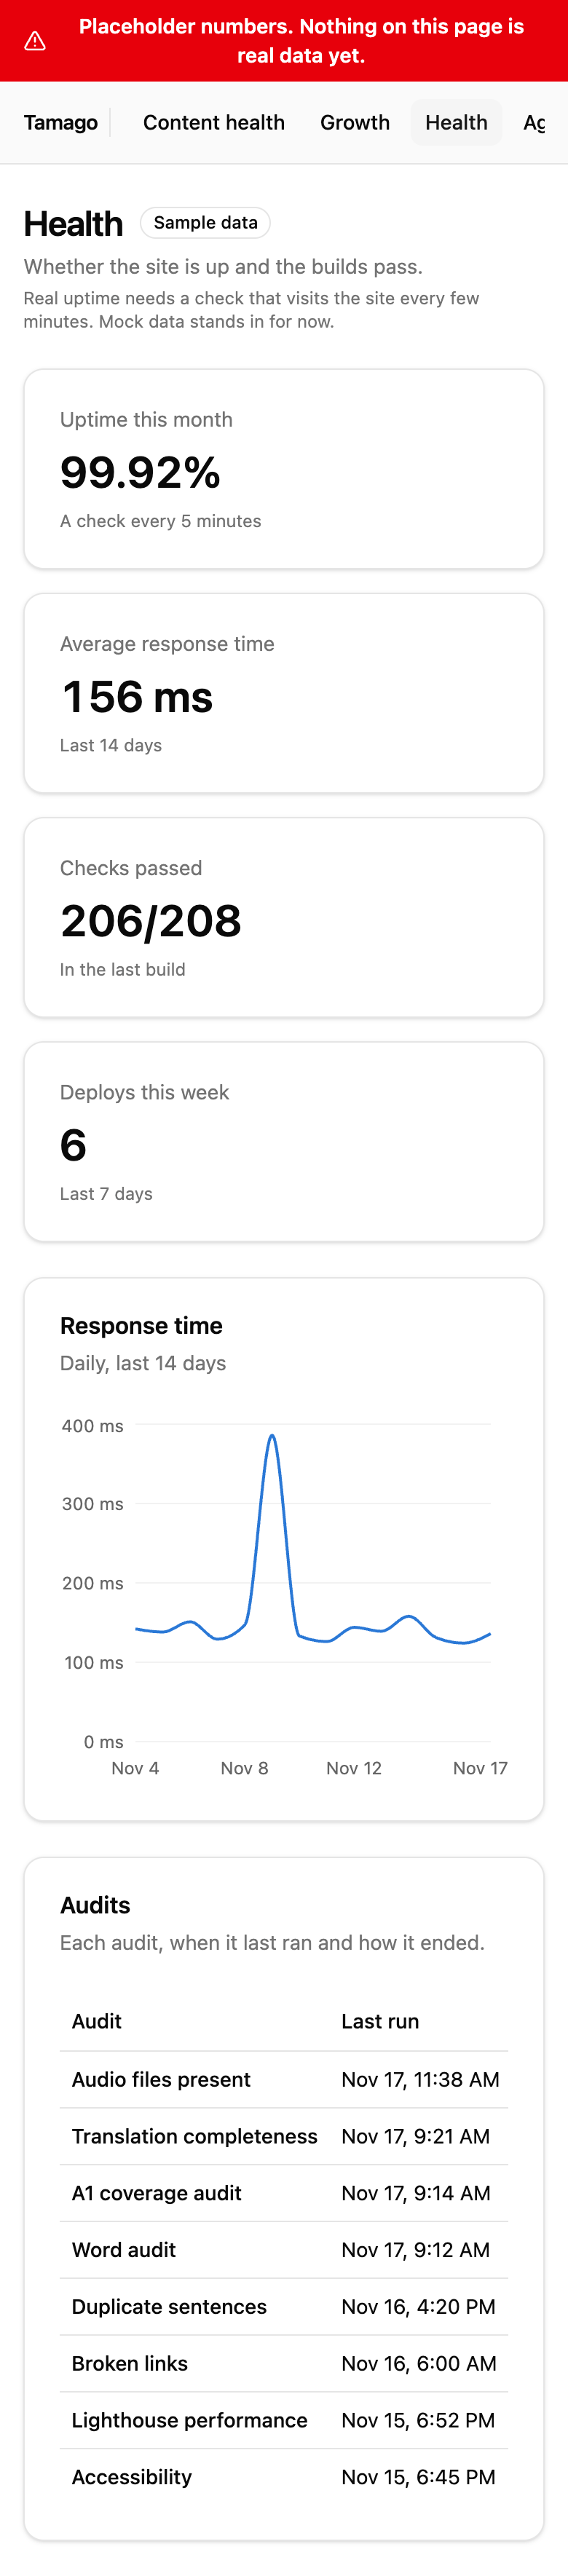 Placeholder numbers. Nothing on this page is
real data yet.
Tamago
Content health
Growth
Health
Health
Sample data
Whether the site is up and the builds pass.
Real uptime needs a check that visits the site every few
minutes. Mock data stands in for now.
Uptime this month
99.92%
A check every 5 minutes
Average response time
156 ms
Last 14 days
Checks passed
206/208
In the last build
Deploys this week
6
Last 7 days
Response time
Daily, last 14 days
400 ms
300 ms
200 ms
100 ms
0 ms
Nov 4 Nov 8 Nov 12 Nov 17
Audits
Each audit, when it last ran and how it ended.
Audit Last run
Audio files present Nov 17, 11:38 AM
Translation completeness Nov 17, 9:21 AM
A1 coverage audit Nov 17, 9:14 AM
Word audit Nov 17, 9:12 AM
Duplicate sentences Nov 16, 4:20 PM
Broken links Nov 16, 6:00 AM
Lighthouse performance Nov 15, 6:52 PM
Accessibility Nov 15, 6:45 PM